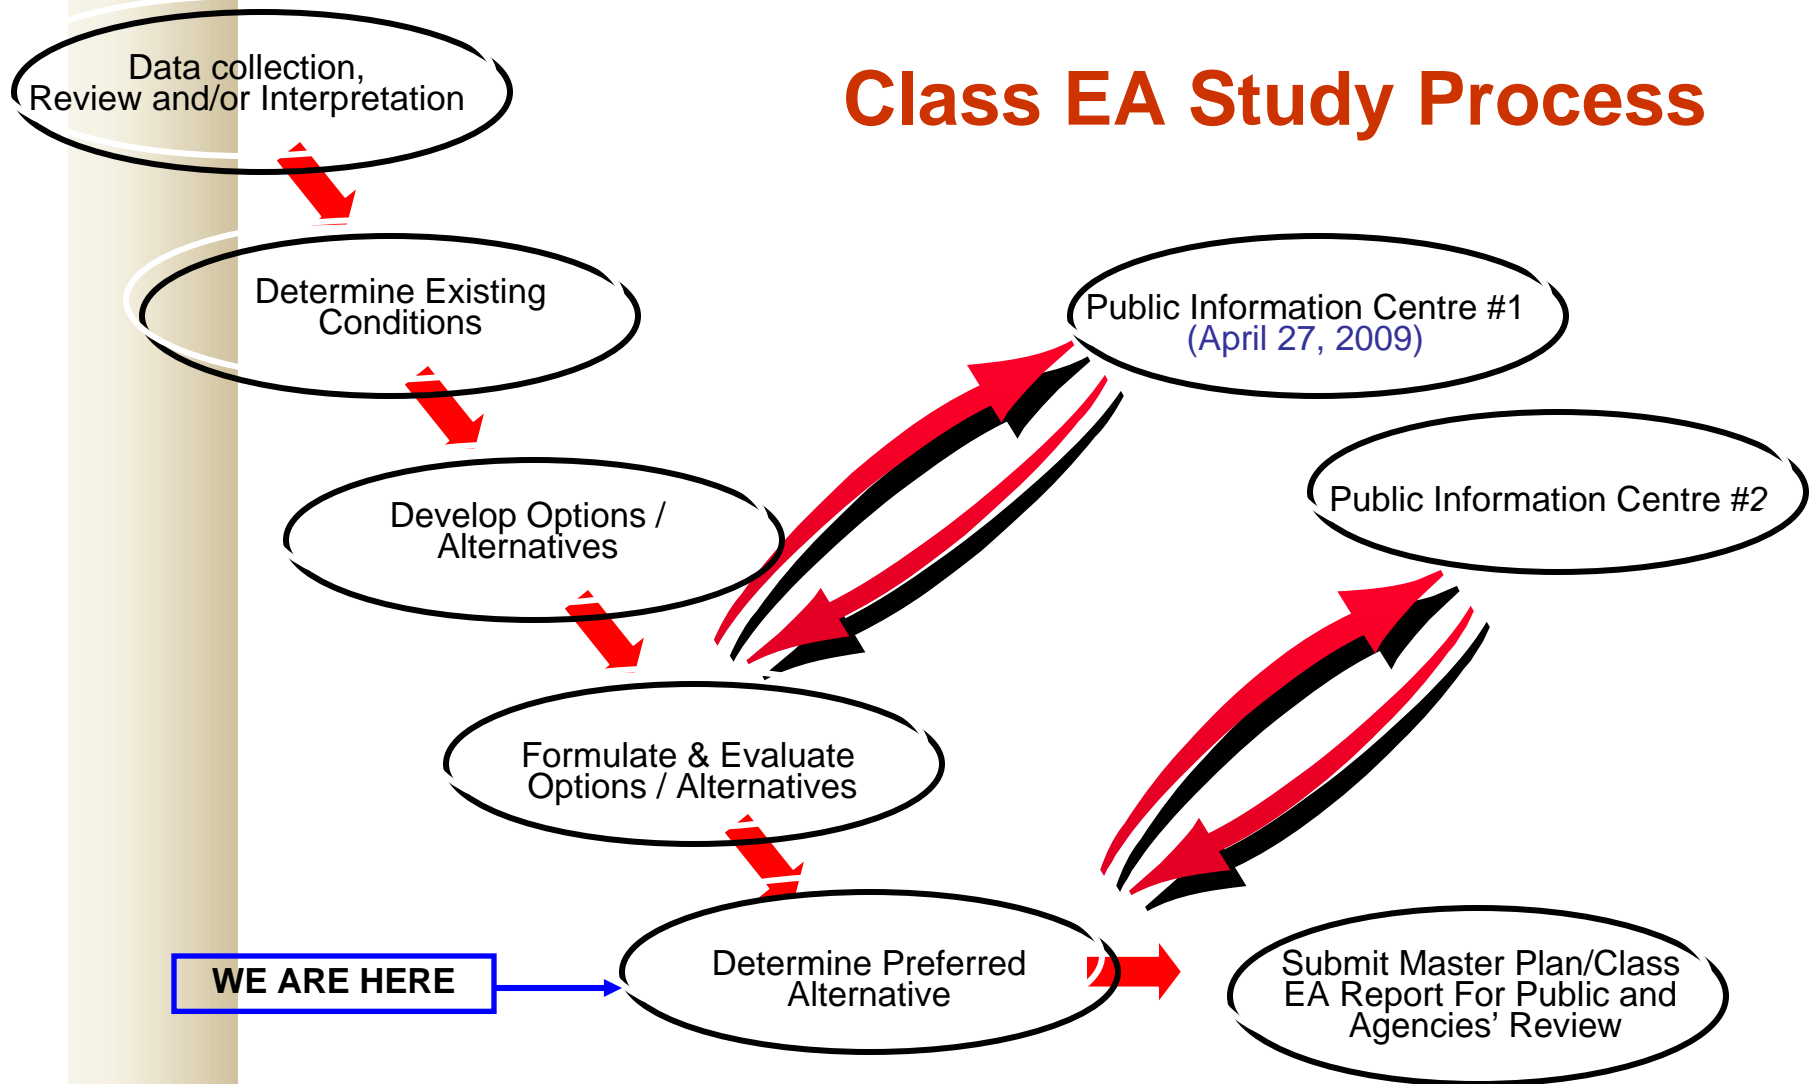 Class EA Study Process
Data collection,
Review and/or Interpretation
Determine Existing
Conditions
Develop Options /
Alternatives
Formulate & Evaluate
Options / Alternatives
Public Information Centre #1
(April 27, 2009)
Public Information Centre #2
WE ARE HERE
Determine Preferred
Alternative
Submit Master Plan/Class
EA Report For Public and
Agencies’ Review